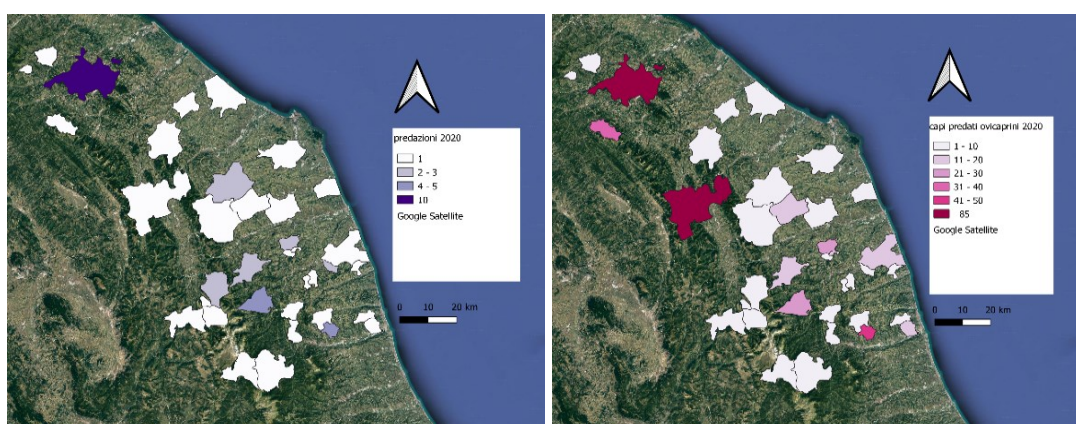 predazioni 2020
1
2 - 3
4 - 5
10
Google Satellite
0 10 20 km
capi predati ovicaprini 2020
1 - 10
11 - 20
21 - 30
31 - 40
41 - 50
85
Google Satellite
0 10 20 km